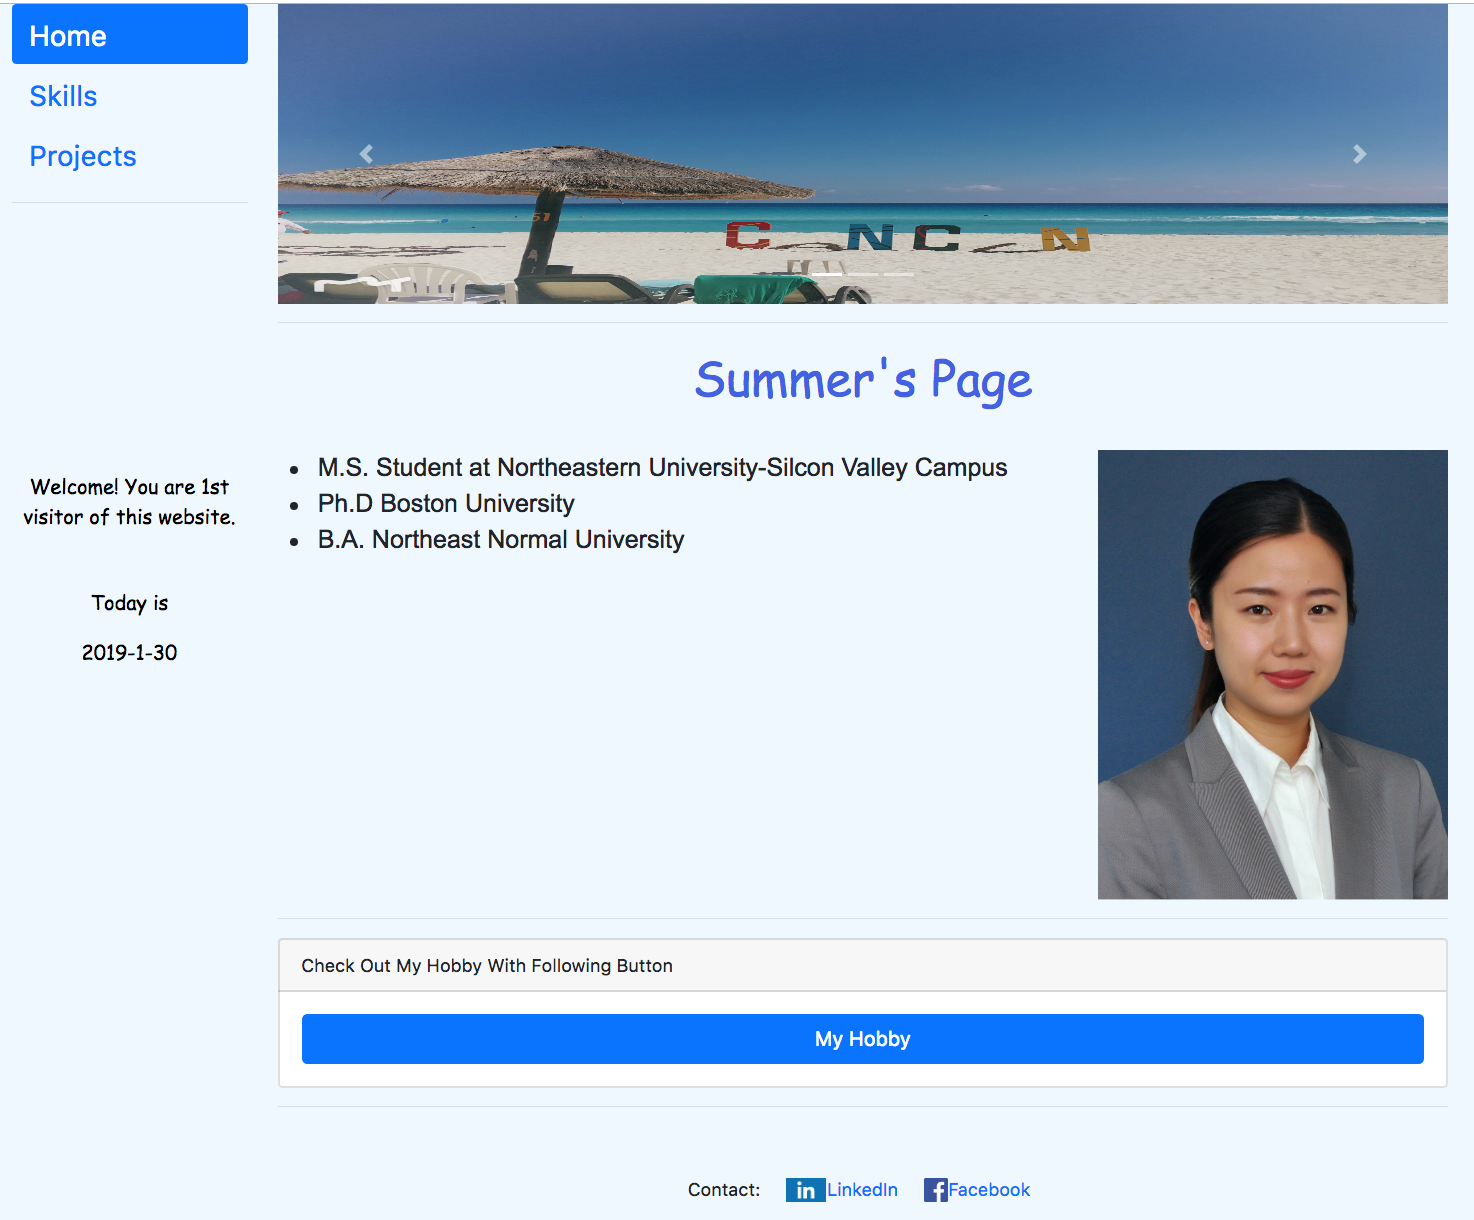 Home
Skills
Projects
51
CANCUN
Summer's Page
M.S. Student at Northeastern University-Silcon Valley Campus
Ph.D Boston University
B.A. Northeast Normal University
Welcome! You are 1st
visitor of this website.
Today is
2019-1-30
Check Out My Hobby With Following Button
My Hobby
Contact: in LinkedIn f Facebook